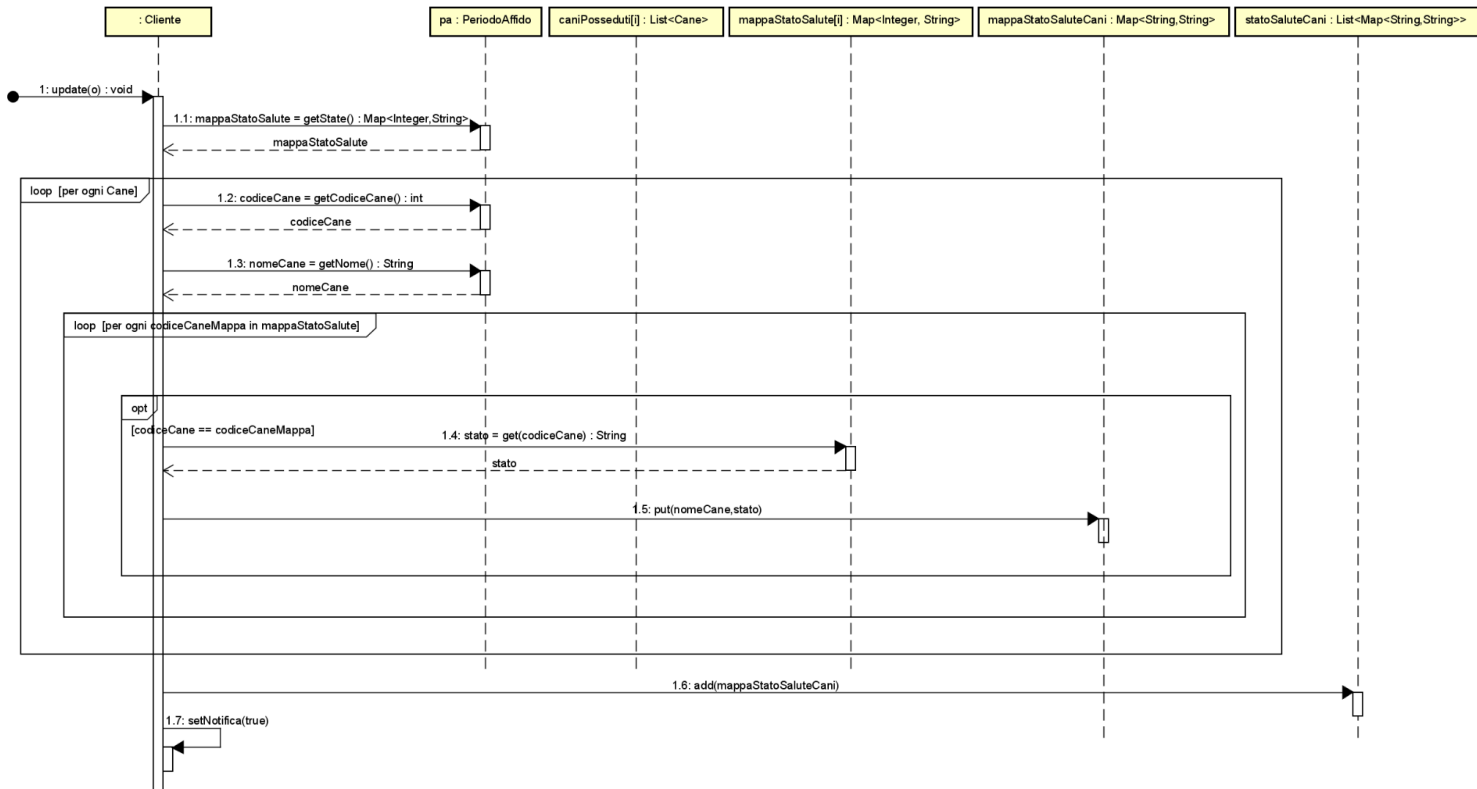 : Cliente
pa : PeriodoAffido
caniPosseduti[i] : List<Cane>
mappaStatoSalute[i] : Map<Integer, String>
mappaStatoSaluteCani : Map<String,String>
statoSaluteCani : List<Map<String,String>>
1: update(o) : void
1.1: mappaStatoSalute = getState() : Map<Integer,String>
mappaStatoSalute
loop [per ogni Cane]
1.2: codiceCane = getCodiceCane() : int
codiceCane
1.3: nomeCane = getNome() : String
nomeCane
loop [per ogni codiceCaneMappa in mappaStatoSalute]
opt
[codiceCane == codiceCaneMappa]
1.4: stato = get(codiceCane) : String
stato
1.5: put(nomeCane,stato)
1.6: add(mappaStatoSaluteCani)
1.7: setNotifica(true)